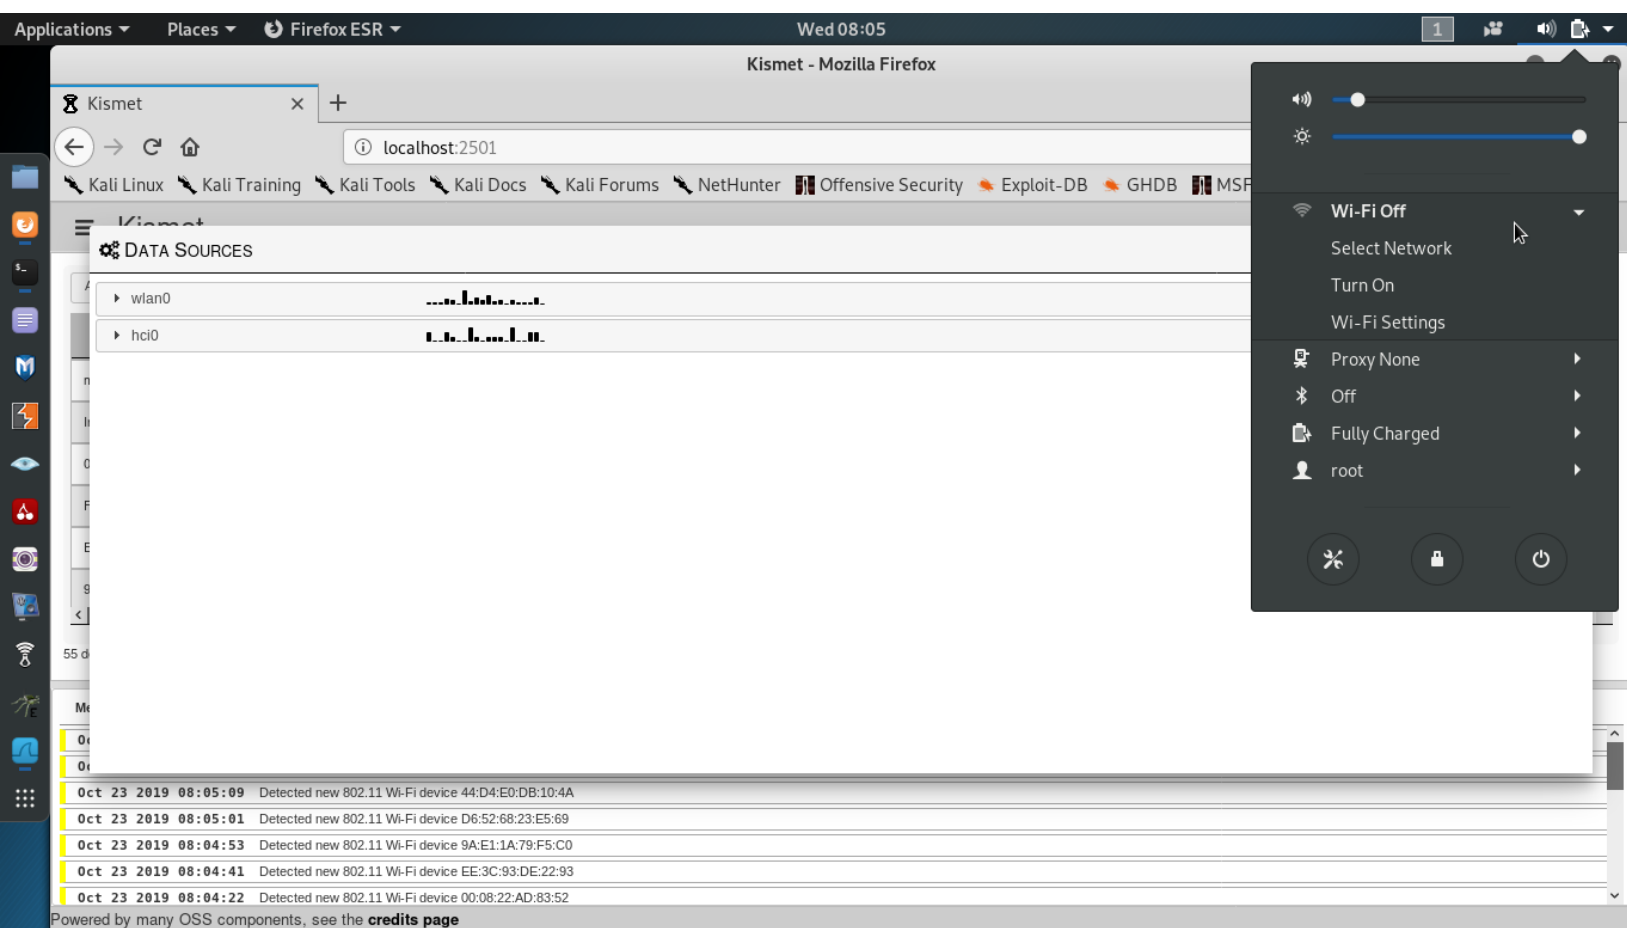 Applications Places Firefox ESR Wed 08:05 1
Kismet - Mozilla Firefox
Kismet
localhost:2501
Kali Linux Kali Training Kali Tools Kali Docs Kali Forums NetHunter Offensive Security Exploit-DB GHDB MSF
Kismet
DATA SOURCES
wlan0
hci0
Wi-Fi Off
Select Network
Turn On
Wi-Fi Settings
Proxy None
Off
Fully Charged
root
55 d
Me
Oct 23 2019 08:05:09 Detected new 802.11 Wi-Fi device 44:D4:E0:DB:10:4A
Oct 23 2019 08:05:01 Detected new 802.11 Wi-Fi device D6:52:68:23:E5:69
Oct 23 2019 08:04:53 Detected new 802.11 Wi-Fi device 9A:E1:1A:79:F5:C0
Oct 23 2019 08:04:41 Detected new 802.11 Wi-Fi device EE:3C:93:DE:22:93
Oct 23 2019 08:04:22 Detected new 802.11 Wi-Fi device 00:08:22:AD:83:52
Powered by many OSS components, see the credits page